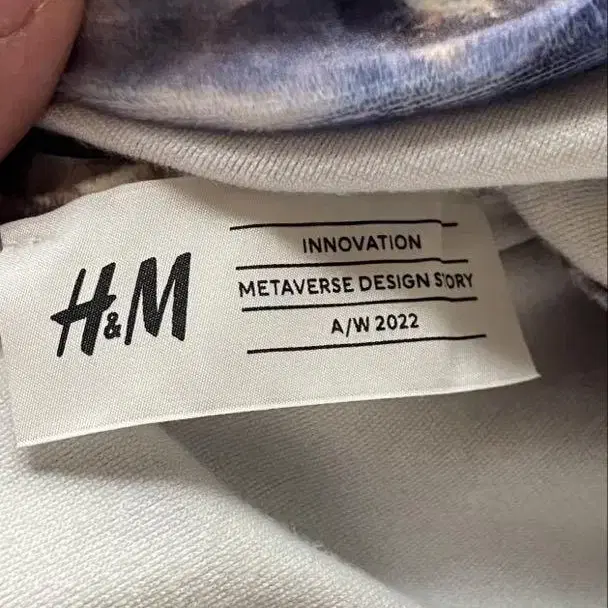 H&M
INNOVATION
METAVERSE DESIGN STORY
A/W 2022